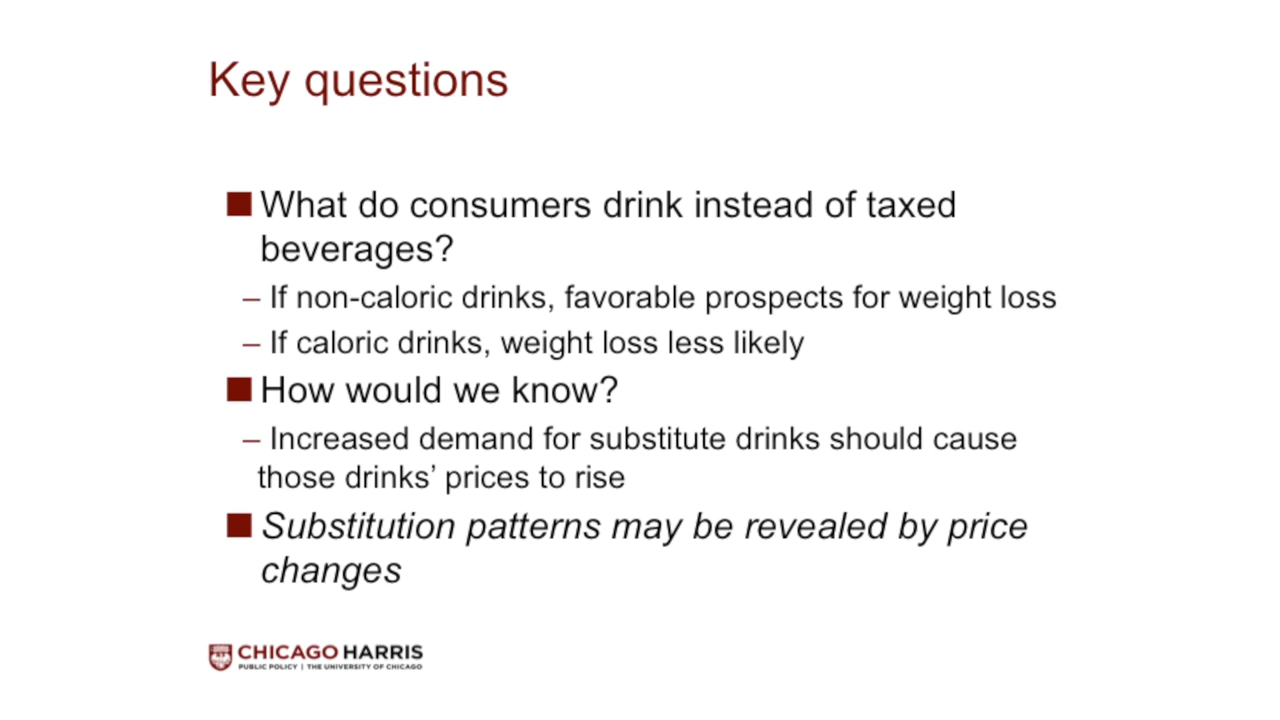 Key questions
■ What do consumers drink instead of taxed
beverages?
– If non-caloric drinks, favorable prospects for weight loss
– If caloric drinks, weight loss less likely
■ How would we know?
– Increased demand for substitute drinks should cause
those drinks’ prices to rise
■ Substitution patterns may be revealed by price
changes
CHICAGO HARRIS
PUBLIC POLICY | THE UNIVERSITY OF CHICAGO